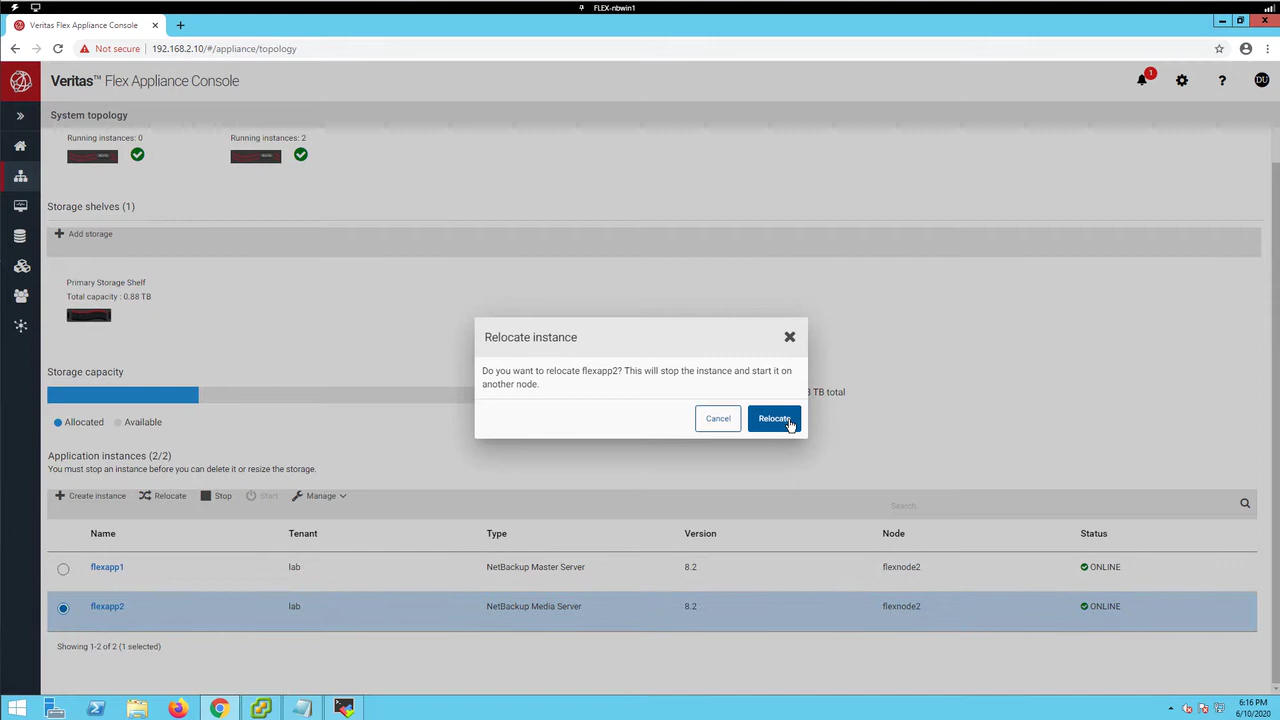 FLEX-nbwin1
Veritas Flex Appliance Console
Not secure
192.168.2.10/#/appliance/topology
Veritas™ Flex Appliance Console
1
DU
System topology
Running instances: 0
Running instances: 2
Storage shelves (1)
Add storage
Primary Storage Shelf
Total capacity : 0.88 TB
Relocate instance
Do you want to relocate flexapp2? This will stop the instance and start it on
another node.
Cancel
Relocate
Storage capacity
TB total
Allocated
Available
Application instances (2/2)
You must stop an instance before you can delete it or resize the storage.
Create instance
Relocate
Stop
Start
Manage
Search
Name Tenant Type Version Node Status
flexapp1 lab NetBackup Master Server 8.2 flexnode2 ONLINE
flexapp2 lab NetBackup Media Server 8.2 flexnode2 ONLINE
Showing 1-2 of 2 (1 selected)
6:16 PM
6/10/2020